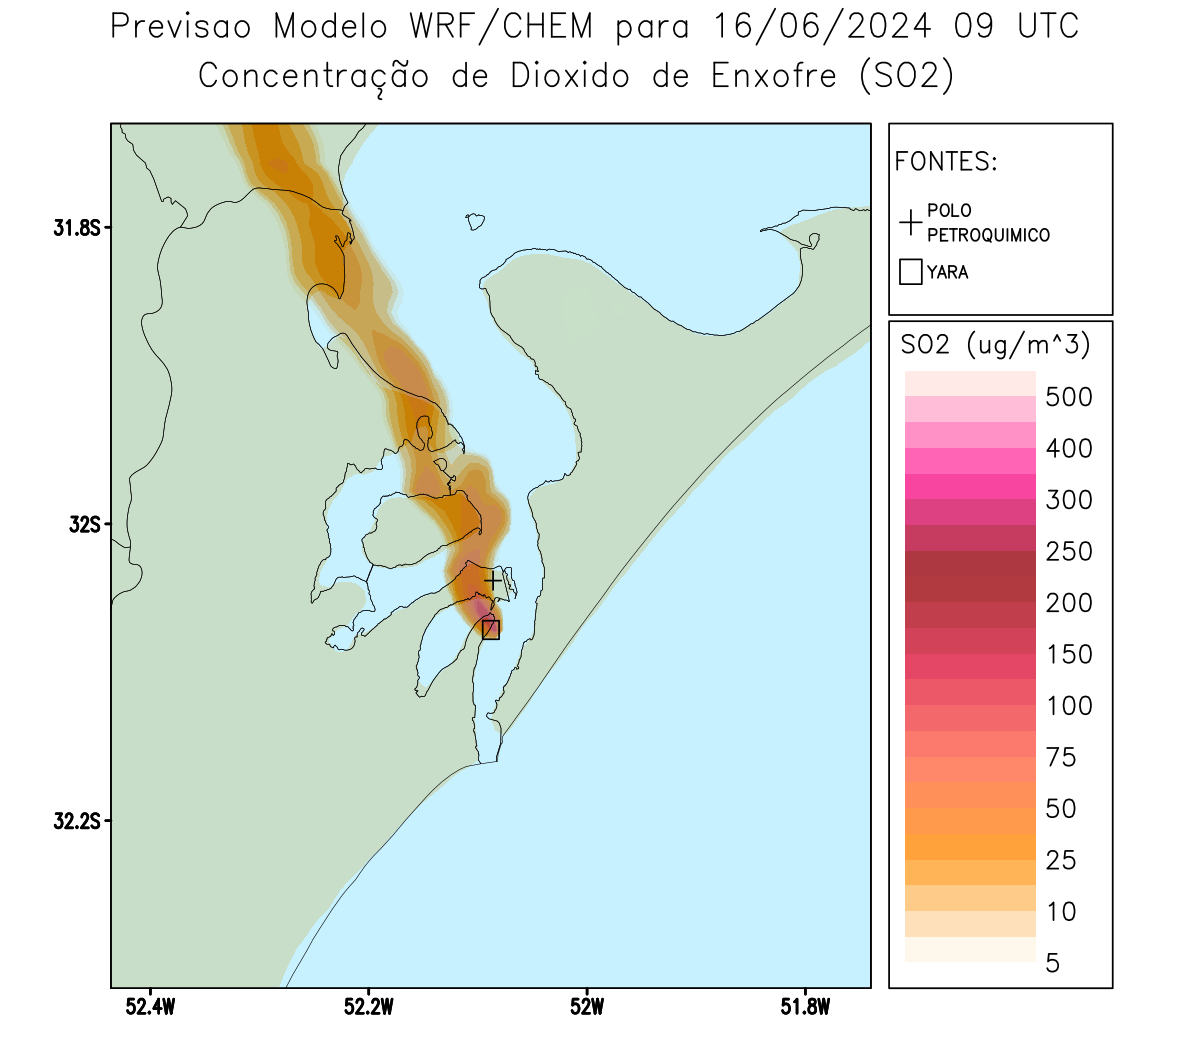 Previsao Modelo WRF/CHEM para 16/06/2024 09 UTC
Concentração de Dioxido de Enxofre (SO2)
FONTES:
POLO
PETROQUIMICO
YARA
SO2 (ug/m^3)
500
400
300
250
200
150
100
75
50
25
10
5
31.8S
32S
32.2S
52.4W
52.2W
52W
51.8W